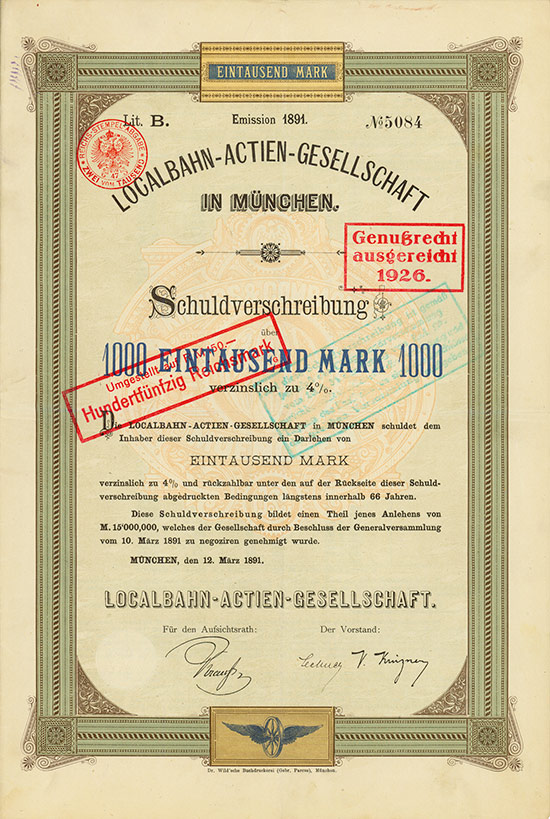 EINTAUSEND MARK
Lit. B. Emission 1891. No 5084
REICHS-STEMPELABGABE
ZWEI VOM TAUSEND
LOCALBAHN-ACTIEN-GESELLSCHAFT
IN MÜNCHEN.
Genußrecht
ausgereicht
1926.
Schuldverschreibung
über
1000 EINTAUSEND MARK 1000
verzinslich zu 4%.
Umgestellt auf 150.—
Hundertfünfzig Reichsmark
Die LOCALBAHN-ACTIEN-GESELLSCHAFT in MÜNCHEN schuldet dem
Inhaber dieser Schuldverschreibung ein Darlehen von
EINTAUSEND MARK
verzinslich zu 4% und rückzahlbar unter den auf der Rückseite dieser Schuld-
verschreibung abgedruckten Bedingungen längstens innerhalb 66 Jahren.
Diese Schuldverschreibung bildet einen Theil jenes Anlehens von
M. 15'000,000, welches der Gesellschaft durch Beschluss der Generalversammlung
vom 10. März 1891 zu negoziren genehmigt wurde.
MÜNCHEN, den 12. März 1891.
LOCALBAHN-ACTIEN-GESELLSCHAFT.
Für den Aufsichtsrath: Der Vorstand:
Dr. Wild'sche Buchdruckerei (Gebr. Parcus), München.